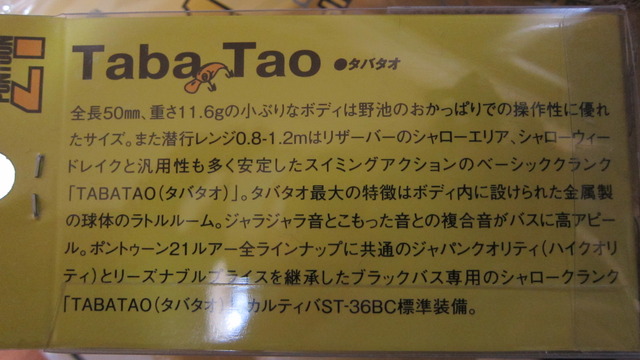 Taba Tao ●タバタオ
PONTOON
全長50mm、重さ11.6gの小ぶりなボディは野池のおかっぱりでの操作性に優れ
たサイズ。また潜行レンジ0.8-1.2mはリザーバーのシャローエリア、シャローウィー
ドレイクと汎用性も多く安定したスイミングアクションのベーシッククランク
「TABATAO(タバタオ)」。タバタオ最大の特徴はボディ内に設けられた金属製
の球体のラトルルーム。ジャラジャラ音とこもった音との複合音がバスに高アピー
ル。ポントゥーン21ルアー全ラインナップに共通のジャパンクオリティ(ハイクオリ
ティ)とリーズナブルプライスを継承したブラックバス専用のシャロークランク
「TABATAO(タバタオ) カルティバST-36BC標準装備。